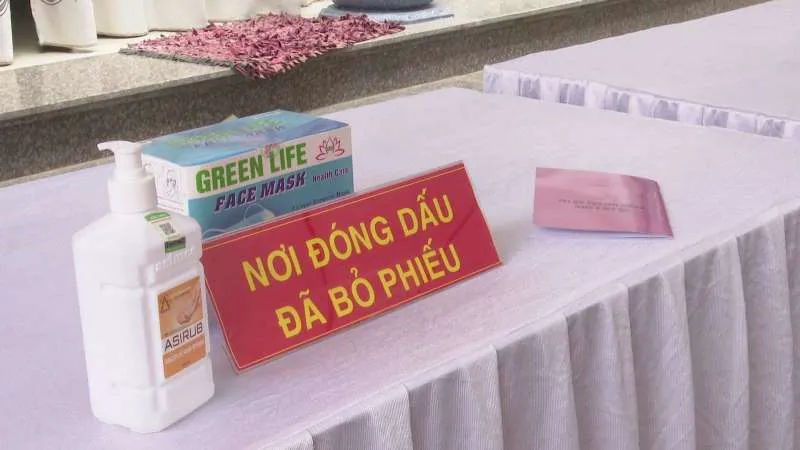 GREEN LIFE
FACE MASK
Health Care
NƠI ĐÓNG DẤU
ĐÃ BỎ PHIẾU
ASIRUB